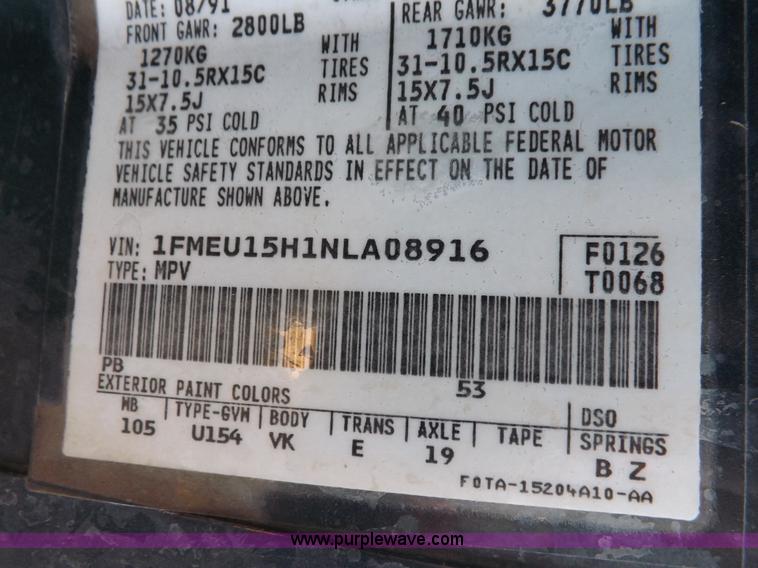 DATE: 08/91
FRONT GAWR: 2800LB
1270KG WITH
31-10.5RX15C TIRES
15X7.5J RIMS
AT 35 PSI COLD
REAR GAWR: 3770LB
1710KG WITH
31-10.5RX15C TIRES
15X7.5J RIMS
AT 40 PSI COLD
THIS VEHICLE CONFORMS TO ALL APPLICABLE FEDERAL MOTOR
VEHICLE SAFETY STANDARDS IN EFFECT ON THE DATE OF
MANUFACTURE SHOWN ABOVE.
VIN: 1FMEU15H1NLA08916 F0126
TYPE: MPV T0068
PB 53
EXTERIOR PAINT COLORS DSO
WB TYPE-GVM BODY TRANS AXLE TAPE SPRINGS
105 U154 VK E 19 B Z
F0TA-15204A10-AA
www.purplewave.com